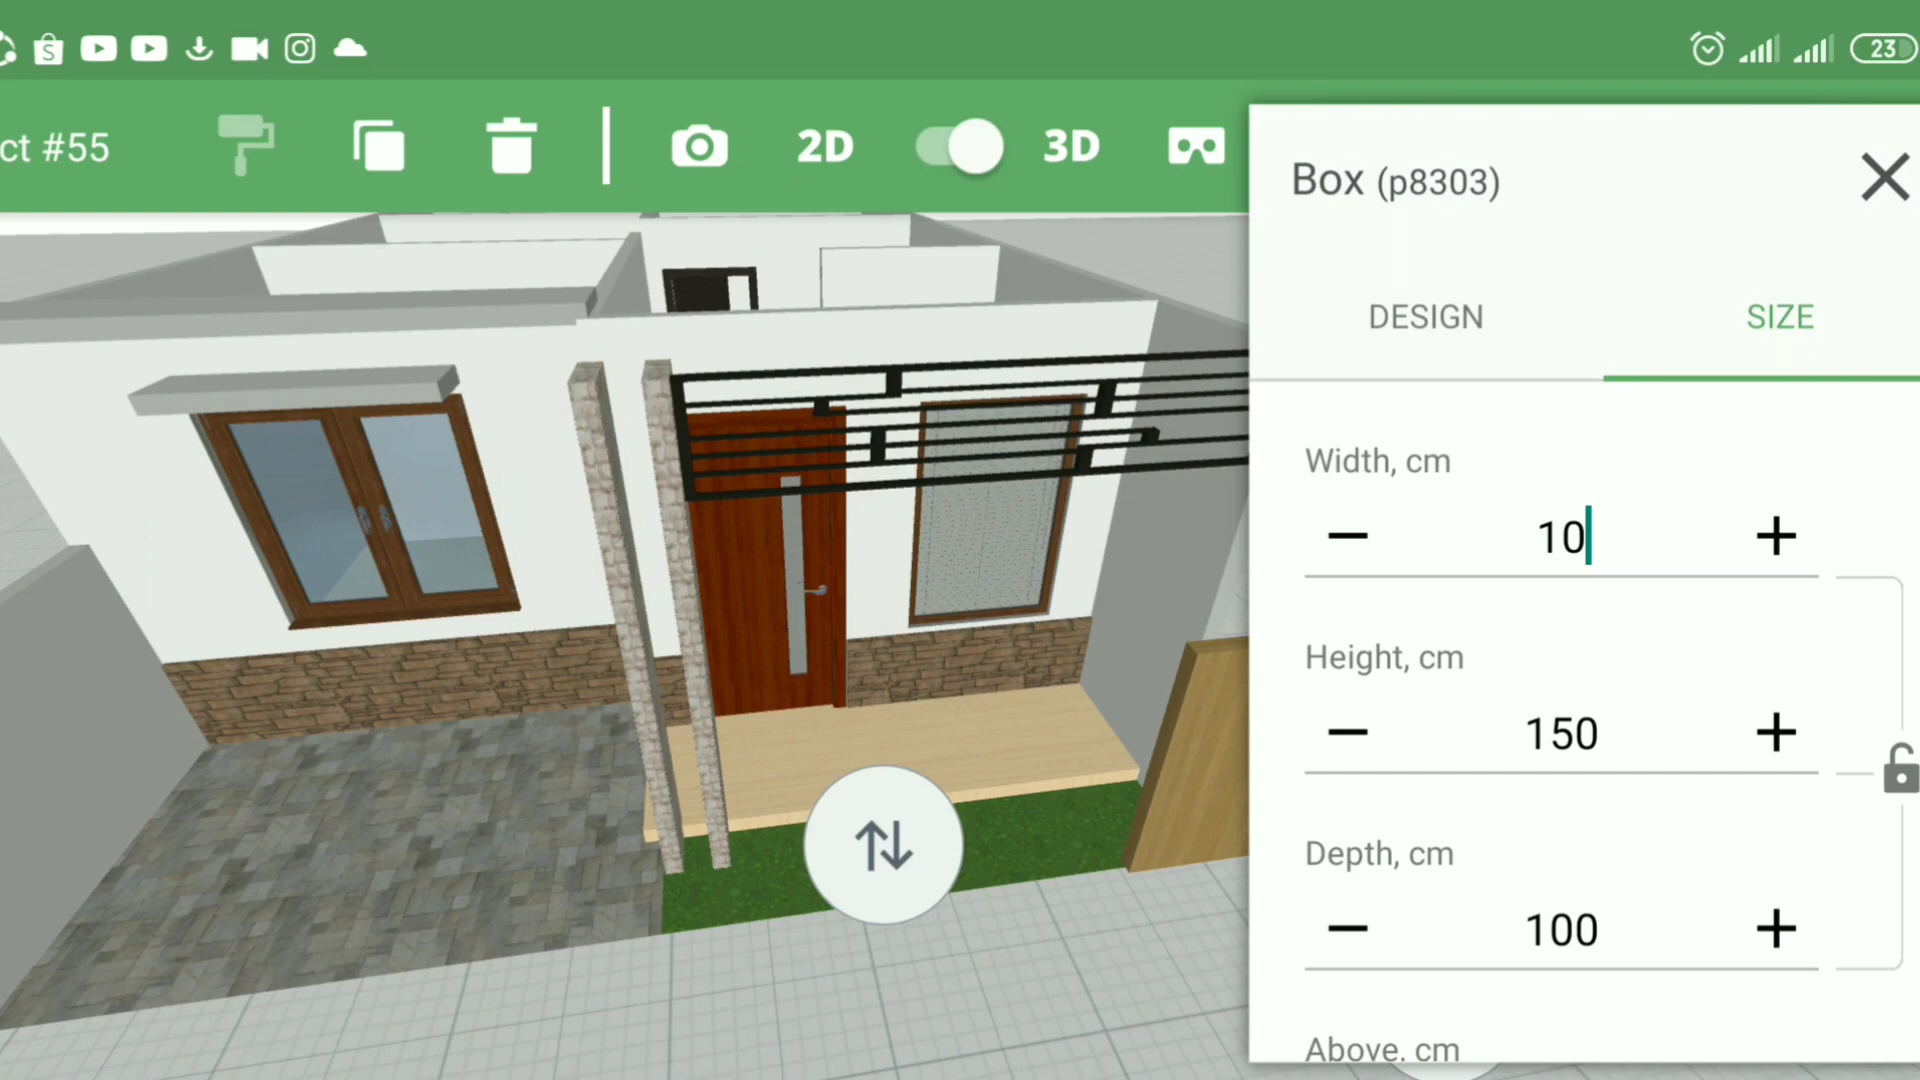 23
ct #55
2D
3D
Box (p8303)
DESIGN
SIZE
Width, cm
10
Height, cm
150
Depth, cm
100
Above, cm